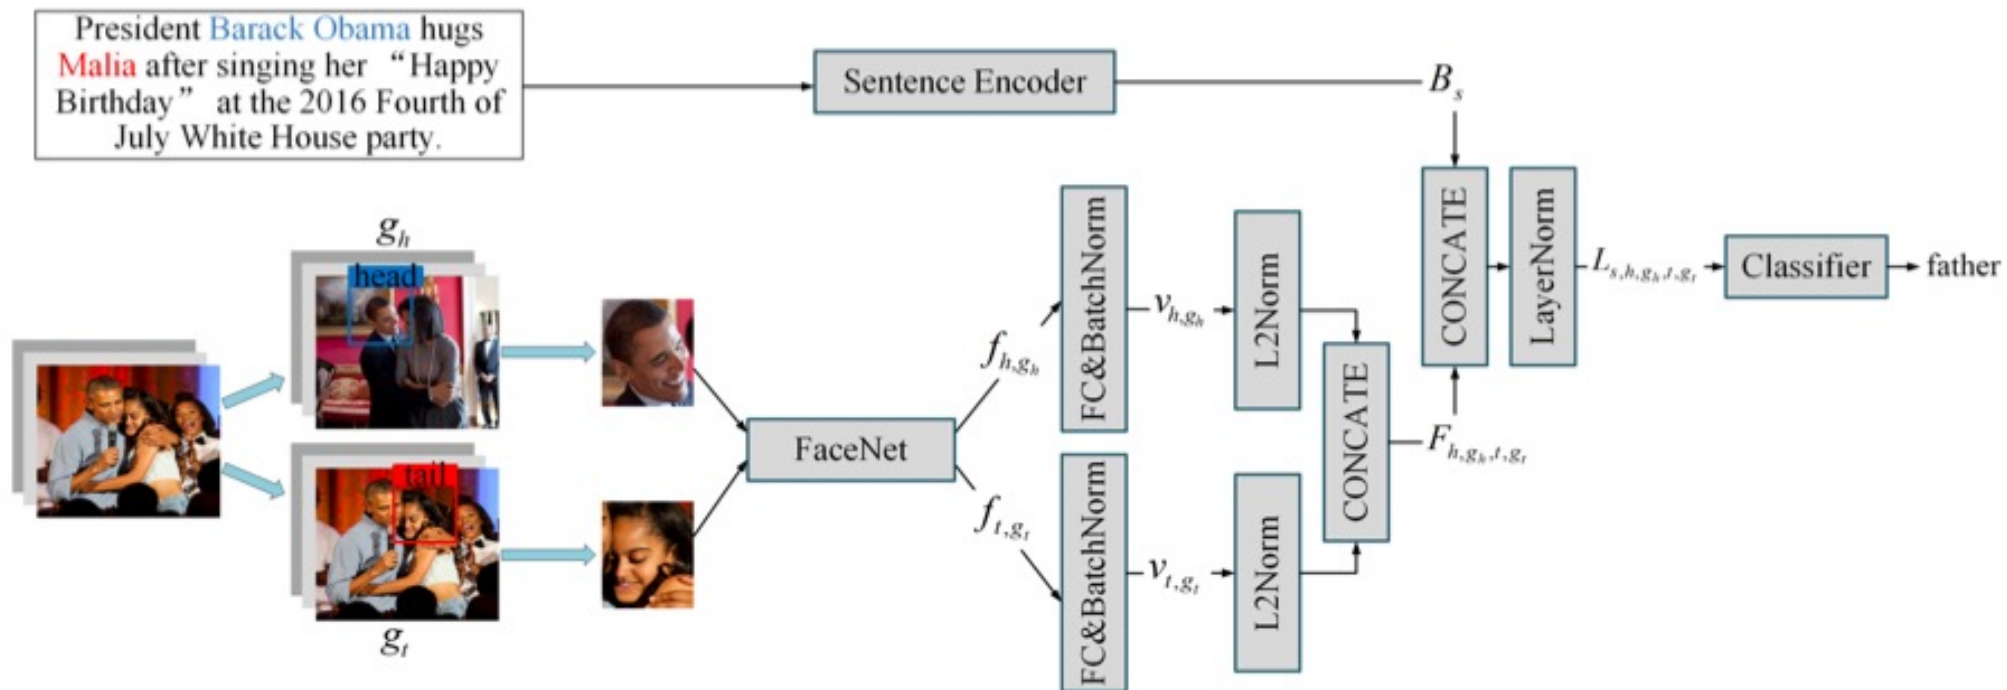 President Barack Obama hugs
Malia after singing her “Happy
Birthday” at the 2016 Fourth of
July White House party.
Sentence Encoder
B_s
g_h
head
tail
g_t
FaceNet
f_{h,g_h}
f_{t,g_t}
FC&BatchNorm
FC&BatchNorm
v_{h,g_h}
v_{t,g_t}
L2Norm
L2Norm
CONCATE
F_{h,g_h,t,g_t}
CONCATE
LayerNorm
L_{s,h,g_h,t,g_t}
Classifier
father